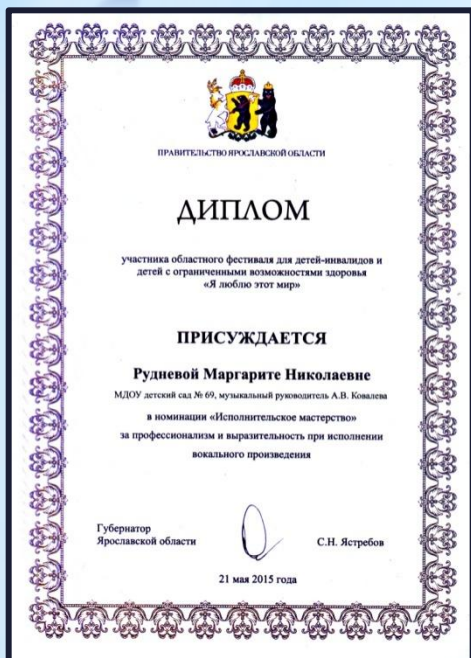 ПРАВИТЕЛЬСТВО ЯРОСЛАВСКОЙ ОБЛАСТИ
ДИПЛОМ
участника областного фестиваля для детей-инвалидов и
детей с ограниченными возможностями здоровья
«Я люблю этот мир»
ПРИСУЖДАЕТСЯ
Рудневой Маргарите Николаевне
МДОУ детский сад № 69, музыкальный руководитель А.В. Ковалева
в номинации «Исполнительское мастерство»
за профессионализм и выразительность при исполнении
вокального произведения
Губернатор
Ярославской области С.Н. Ястребов
21 мая 2015 года